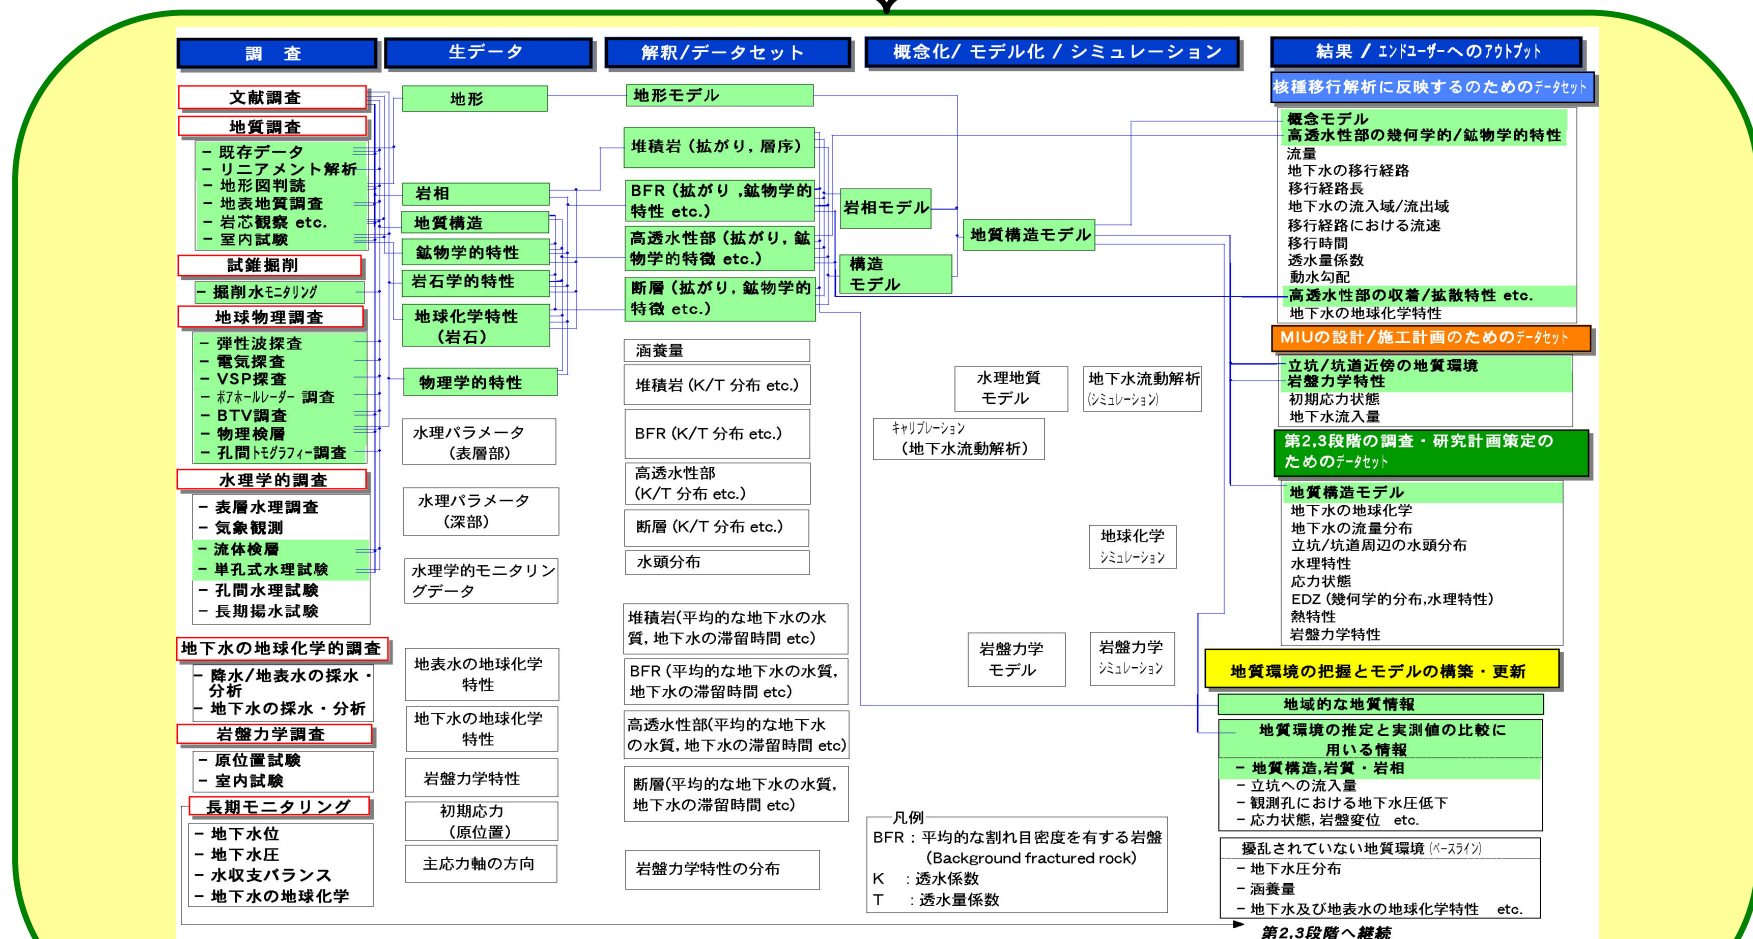 調　査
生データ
解釈/データセット
概念化/ モデル化 / シミュレーション
結果 / エンドユーザーへのアウトプット
文献調査
地質調査
− 既存データ
− リニアメント解析
− 地形図判読
− 地表地質調査
− 岩芯観察 etc.
− 室内試験
試錐掘削
− 掘削水モニタリング
地球物理調査
− 弾性波探査
− 電気探査
− VSP探査
− ボアホールレーダー 調査
− BTV調査
− 物理検層
− 孔間トモグラフィー調査
水理学的調査
− 表層水理調査
− 気象観測
− 流体検層
− 単孔式水理試験
− 孔間水理試験
− 長期揚水試験
地下水の地球化学的調査
− 降水/地表水の採水・
分析
− 地下水の採水・分析
岩盤力学調査
− 原位置試験
− 室内試験
長期モニタリング
− 地下水位
− 地下水圧
− 水収支バランス
− 地下水の地球化学
地形
岩相
地質構造
鉱物学的特性
岩石学的特性
地球化学特性
(岩石)
物理学的特性
水理パラメータ
(表層部)
水理パラメータ
(深部)
水理学的モニタリン
グデータ
地表水の地球化学
特性
地下水の地球化学
特性
岩盤力学特性
初期応力
(原位置)
主応力軸の方向
地形モデル
堆積岩 (拡がり, 層序)
BFR (拡がり ,鉱物学的
特性 etc.)
高透水性部 (拡がり, 鉱
物学的特徴 etc.)
断層 (拡がり, 鉱物学的
特徴 etc.)
涵養量
堆積岩 (K/T 分布 etc.)
BFR (K/T 分布 etc.)
高透水性部
(K/T 分布 etc.)
断層 (K/T 分布 etc.)
水頭分布
堆積岩(平均的な地下水の水
質, 地下水の滞留時間 etc)
BFR (平均的な地下水の水質,
地下水の滞留時間 etc)
高透水性部(平均的な地下水
の水質, 地下水の滞留時間 etc)
断層(平均的な地下水の水質,
地下水の滞留時間 etc)
岩盤力学特性の分布
岩相モデル
構造
モデル
地質構造モデル
水理地質
モデル
地下水流動解析
(シミュレーション)
キャリブレーション
(地下水流動解析)
地球化学
シミュレーション
岩盤力学
モデル
岩盤力学
シミュレーション
凡例
BFR : 平均的な割れ目密度を有する岩盤
(Background fractured rock)
K : 透水係数
T : 透水量係数
核種移行解析に反映するのためのデータセット
概念モデル
高透水性部の幾何学的/鉱物学的特性
流量
地下水の移行経路
移行経路長
地下水の流入域/流出域
移行経路における流速
移行時間
透水量係数
動水勾配
高透水性部の収着/拡散特性 etc.
地下水の地球化学特性
MIUの設計/施工計画のためのデータセット
立坑/坑道近傍の地質環境
岩盤力学特性
初期応力状態
地下水流入量
第2,3段階の調査・研究計画策定の
ためのデータセット
地質構造モデル
地下水の地球化学
地下水の流量分布
立坑/坑道周辺の水頭分布
水理特性
応力状態
EDZ (幾何学的分布,水理特性)
熱特性
岩盤力学特性
地質環境の把握とモデルの構築・更新
地域的な地質情報
地質環境の推定と実測値の比較に
用いる情報
− 地質構造,岩質・岩相
− 立坑への流入量
− 観測孔における地下水圧低下
− 応力状態, 岩盤変位　etc.
擾乱されていない地質環境 (ベースライン)
− 地下水圧分布
− 涵養量
− 地下水及び地表水の地球化学特性　etc.
第2,3段階へ継続